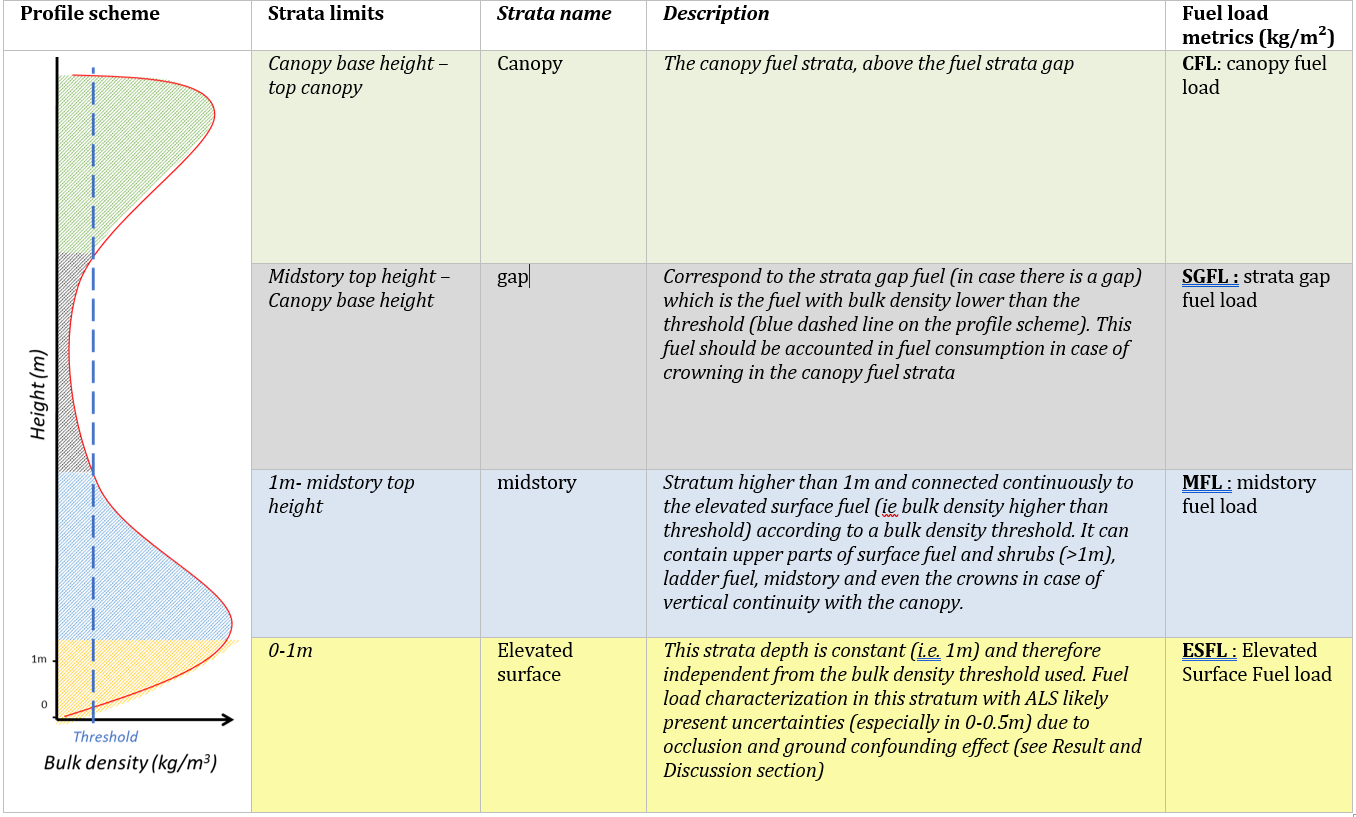 Profile scheme
Strata limits
Strata name
Description
Fuel load
metrics (kg/m²)
Canopy base height –
top canopy
Canopy
The canopy fuel strata, above the fuel strata gap
CFL: canopy fuel
load
Midstory top height –
Canopy base height
gap
Correspond to the strata gap fuel (in case there is a gap)
which is the fuel with bulk density lower than the
threshold (blue dashed line on the profile scheme). This
fuel should be accounted in fuel consumption in case of
crowning in the canopy fuel strata
SGFL : strata gap
fuel load
1m- midstory top
height
midstory
Stratum higher than 1m and connected continuously to
the elevated surface fuel (ie bulk density higher than
threshold) according to a bulk density threshold. It can
contain upper parts of surface fuel and shrubs (>1m),
ladder fuel, midstory and even the crowns in case of
vertical continuity with the canopy.
MFL : midstory
fuel load
0-1m
Elevated
surface
This strata depth is constant (i.e. 1m) and therefore
independent from the bulk density threshold used. Fuel
load characterization in this stratum with ALS likely
present uncertainties (especially in 0-0.5m) due to
occlusion and ground confounding effect (see Result and
Discussion section)
ESFL : Elevated
Surface Fuel load
Height (m)
1m
0
Threshold
Bulk density (kg/m³)